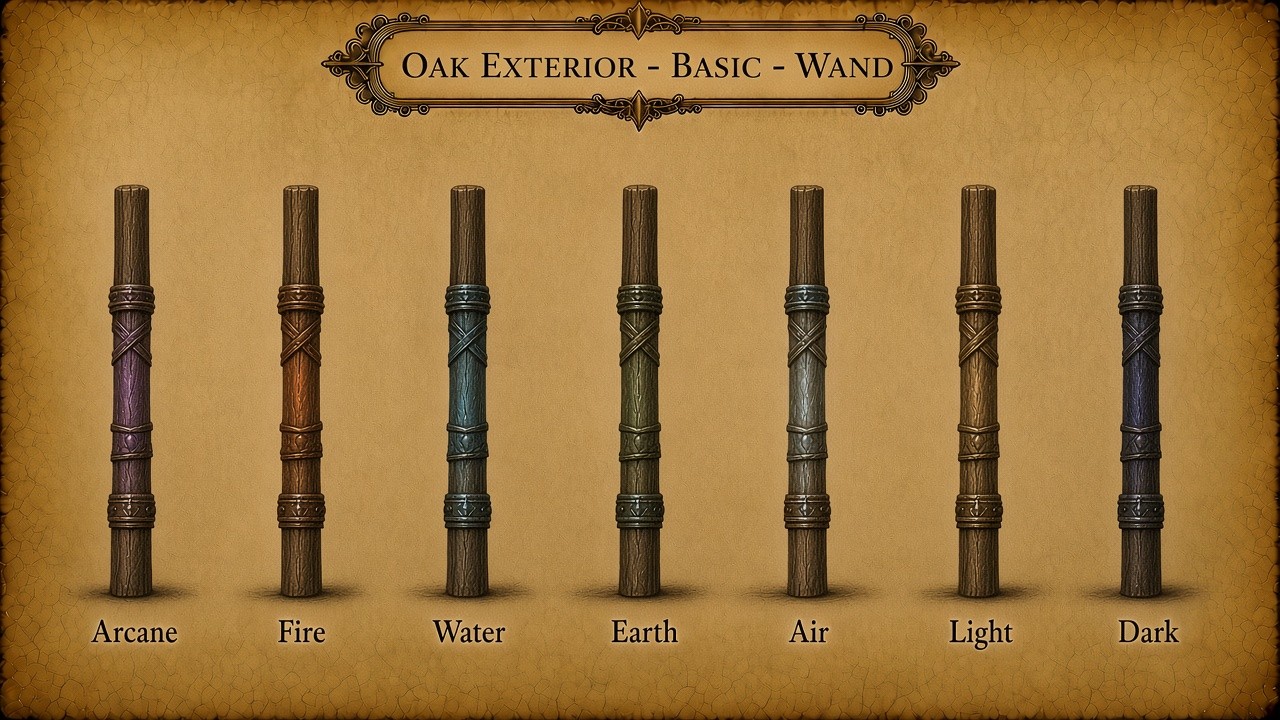 Oak Exterior - Basic - Wand
Arcane
Fire
Water
Earth
Air
Light
Dark